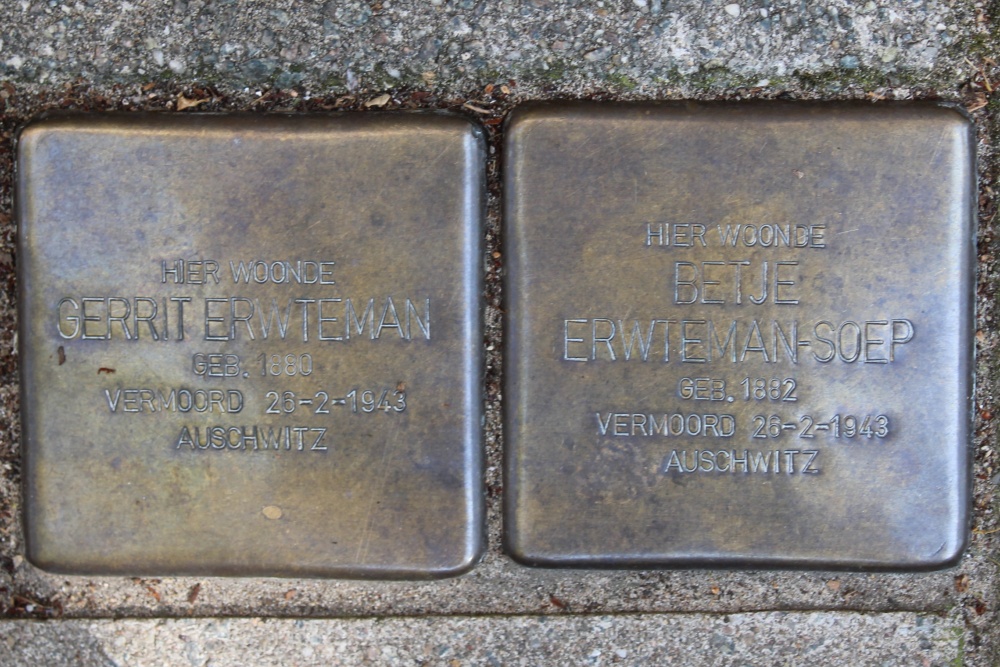 HIER WOONDE
GERRIT ERWTEMAN
GEB. 1880
VERMOORD 26-2-1943
AUSCHWITZ
HIER WOONDE
BETJE
ERWTEMAN-SOEP
GEB. 1882
VERMOORD 26-2-1943
AUSCHWITZ